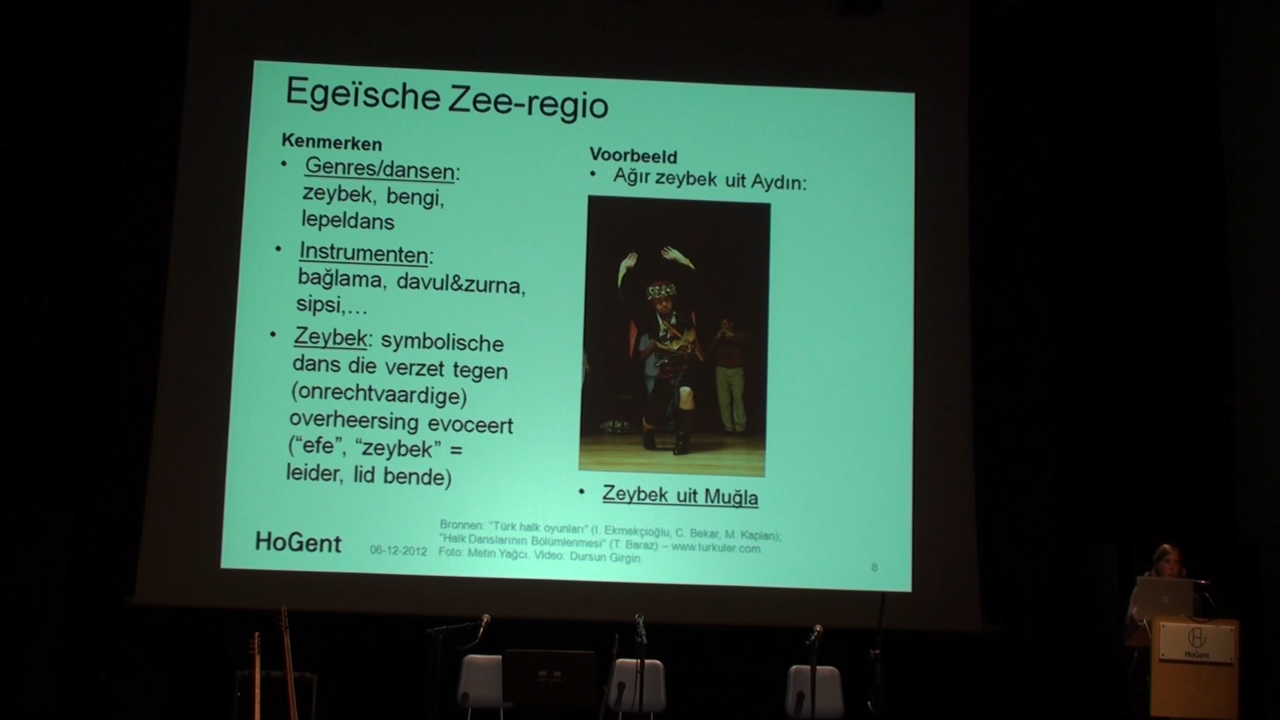 Egeïsche Zee-regio
Kenmerken
• Genres/dansen:
zeybek, bengi,
lepeldans
• Instrumenten:
bağlama, davul&zurna,
sipsi,…
• Zeybek: symbolische
dans die verzet tegen
(onrechtvaardige)
overheersing evoceert
(“efe”, “zeybek” =
leider, lid bende)
Voorbeeld
• Ağır zeybek uit Aydın:
• Zeybek uit Muğla
Bronnen: “Türk halk oyunları” (I. Ekmekçioğlu, C. Bekar, M. Kaplan);
“Halk Danslarının Bölümlenmesi” (T. Baraz) – www.turkuler.com
Foto: Metin Yağcı. Video: Dursun Girgin.
HoGent
06-12-2012
8
HoGent